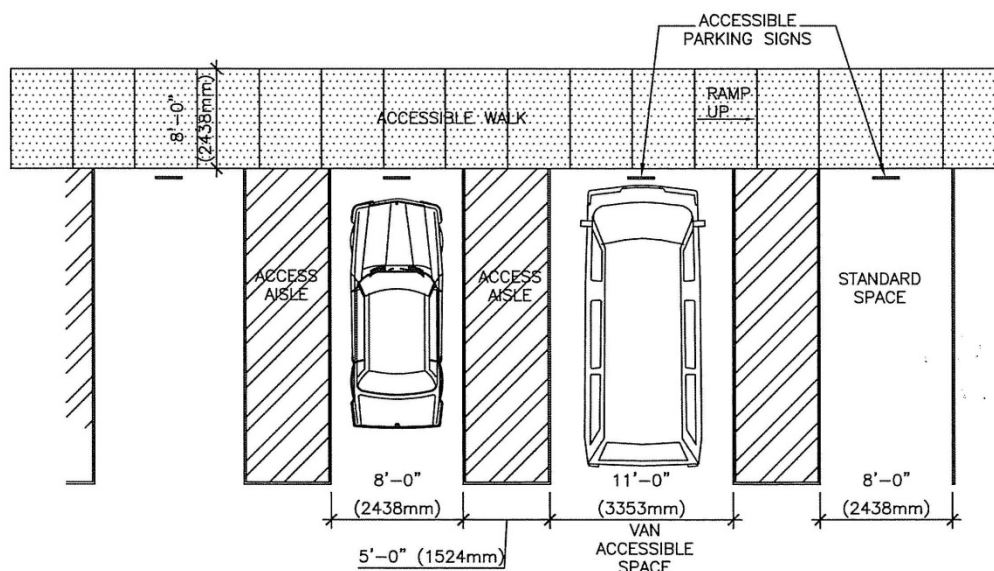 ACCESSIBLE
PARKING SIGNS
8'-0"
(2438mm)
ACCESSIBLE WALK
RAMP
UP
ACCESS
AISLE
ACCESS
AISLE
STANDARD
SPACE
8'-0"
(2438mm)
11'-0"
(3353mm)
8'-0"
(2438mm)
5'-0" (1524mm)
VAN
ACCESSIBLE
SPACE